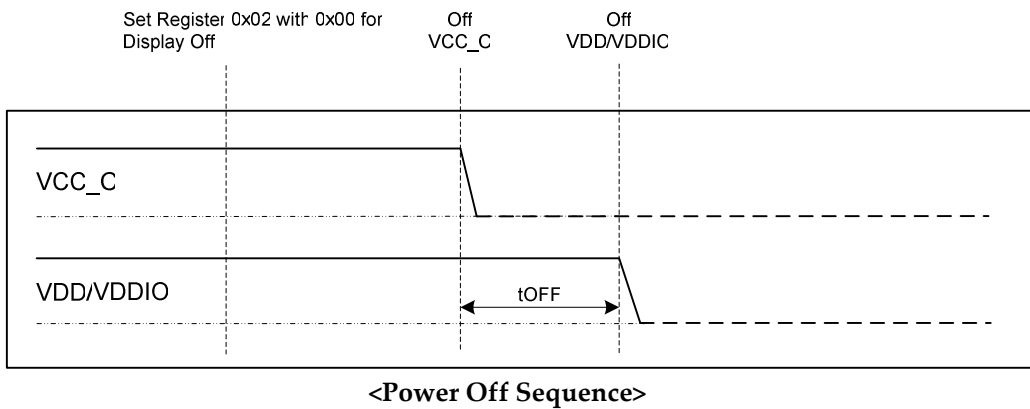 Set Register 0x02 with 0x00 for
Display Off
Off
VCC_C
Off
VDD/VDDIC
VCC_C
VDD/VDDIO
tOFF
<Power Off Sequence>